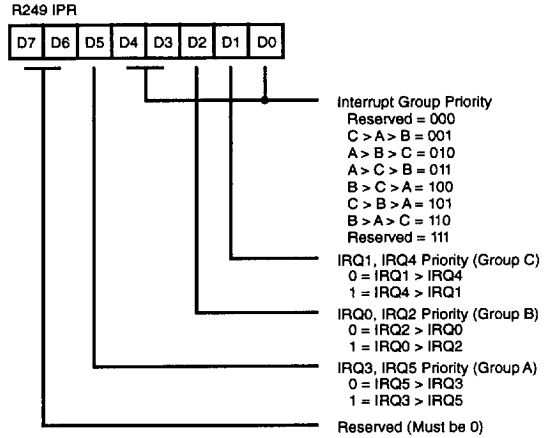 R249 IPR
D7 D6 D5 D4 D3 D2 D1 D0
Interrupt Group Priority
Reserved = 000
C > A > B = 001
A > B > C = 010
A > C > B = 011
B > C > A = 100
C > B > A = 101
B > A > C = 110
Reserved = 111
IRQ1, IRQ4 Priority (Group C)
0 = IRQ1 > IRQ4
1 = IRQ4 > IRQ1
IRQ0, IRQ2 Priority (Group B)
0 = IRQ2 > IRQ0
1 = IRQ0 > IRQ2
IRQ3, IRQ5 Priority (Group A)
0 = IRQ5 > IRQ3
1 = IRQ3 > IRQ5
Reserved (Must be 0)